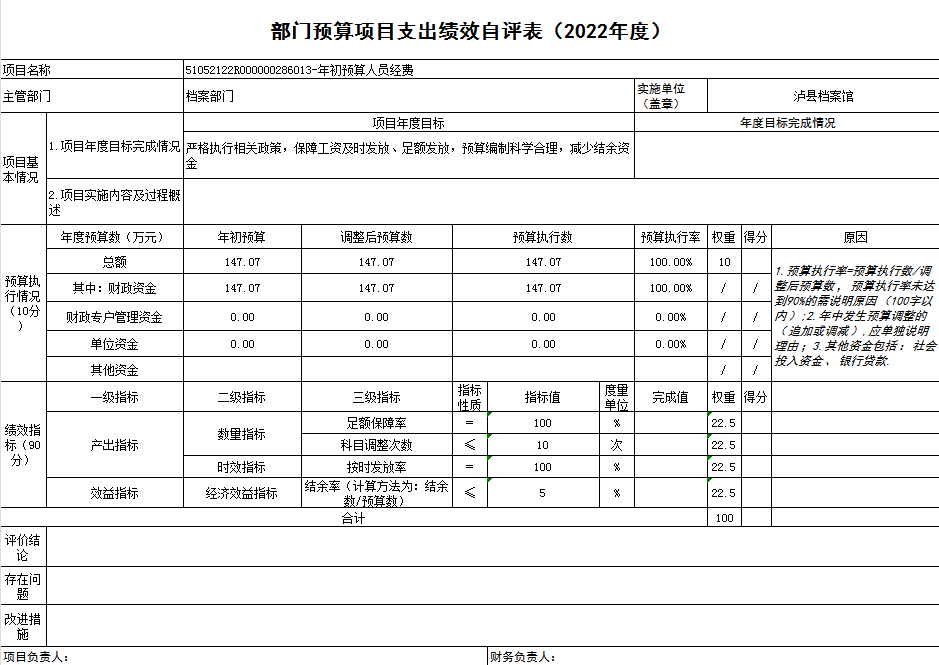 部门预算项目支出绩效自评表（2022年度）
项目名称 51052122R000000286013-年初预算人员经费
主管部门 档案部门 实施单位（盖章） 泸县档案馆
项目基本情况
1.项目年度目标完成情况 项目年度目标 年度目标完成情况
严格执行相关政策，保障工资及时发放、足额发放，预算编制科学合理，减少结余资金
2.项目实施内容及过程概述
预算执行情况（10分）
年度预算数（万元） 年初预算 调整后预算数 预算执行数 预算执行率 权重 得分 原因
总额 147.07 147.07 147.07 100.00% 10
其中：财政资金 147.07 147.07 147.07 100.00% / /
财政专户管理资金 0.00 0.00 0.00 0.00% / /
单位资金 0.00 0.00 0.00 0.00% / /
其他资金 / /
1.预算执行率=预算执行数/调整后预算数，预算执行率未达到90%的需说明原因（100字以内）;2.年中发生预算调整的（追加或调减）,应单独说明理由；3.其他资金包括：社会投入资金、银行贷款.
绩效指标（90分）
一级指标 二级指标 三级指标 指标性质 指标值 度量单位 完成值 权重 得分
产出指标 数量指标 足额保障率 ＝ 100 % 22.5
科目调整次数 ≤ 10 次 22.5
时效指标 按时发放率 ＝ 100 % 22.5
效益指标 经济效益指标 结余率（计算方法为：结余数/预算数） ≤ 5 % 22.5
合计 100
评价结论
存在问题
改进措施
项目负责人： 财务负责人：